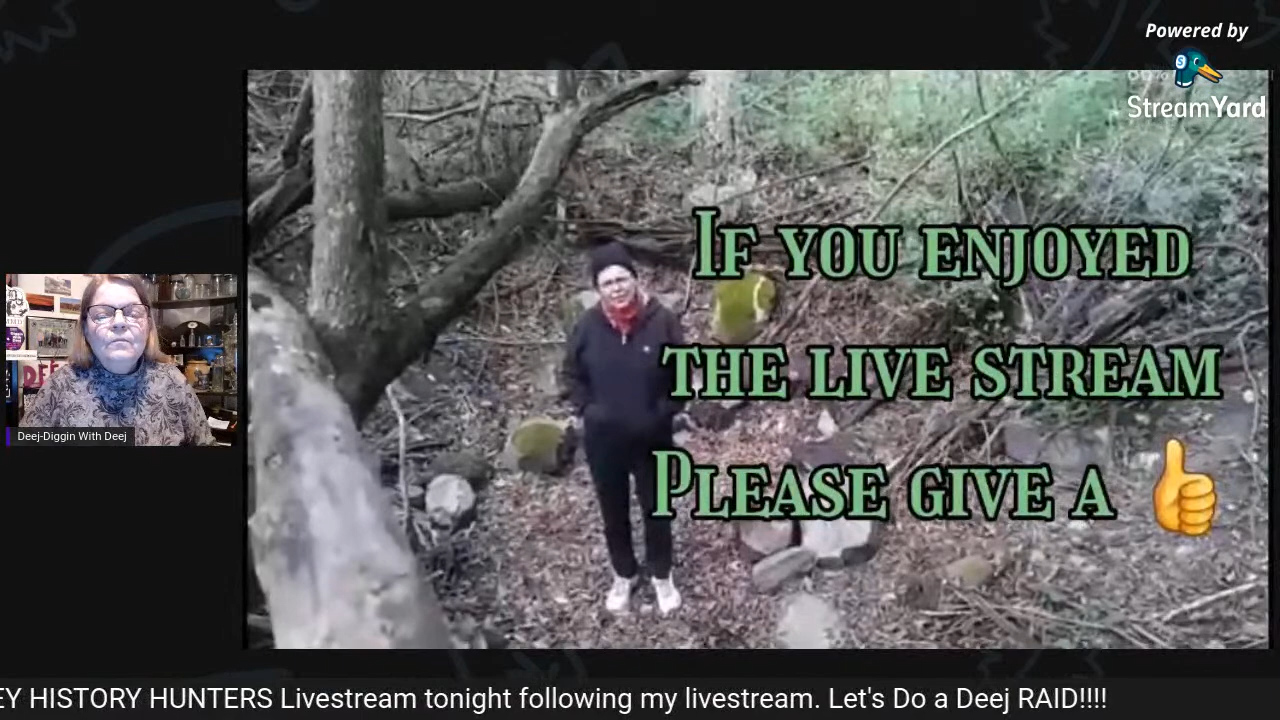 Powered by
StreamYard
If you enjoyed
the live stream
Please give a 👍
DEE
Deej-Diggin With Deej
EY HISTORY HUNTERS Livestream tonight following my livestream. Let's Do a Deej RAID!!!!